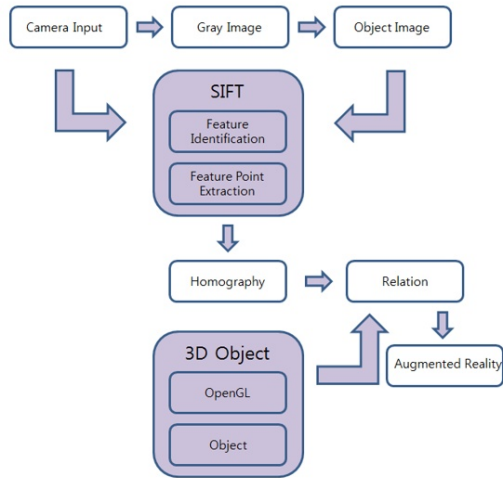 Camera Input
Gray Image
Object Image
SIFT
Feature
Identification
Feature Point
Extraction
Homography
Relation
3D Object
OpenGL
Object
Augmented Reality